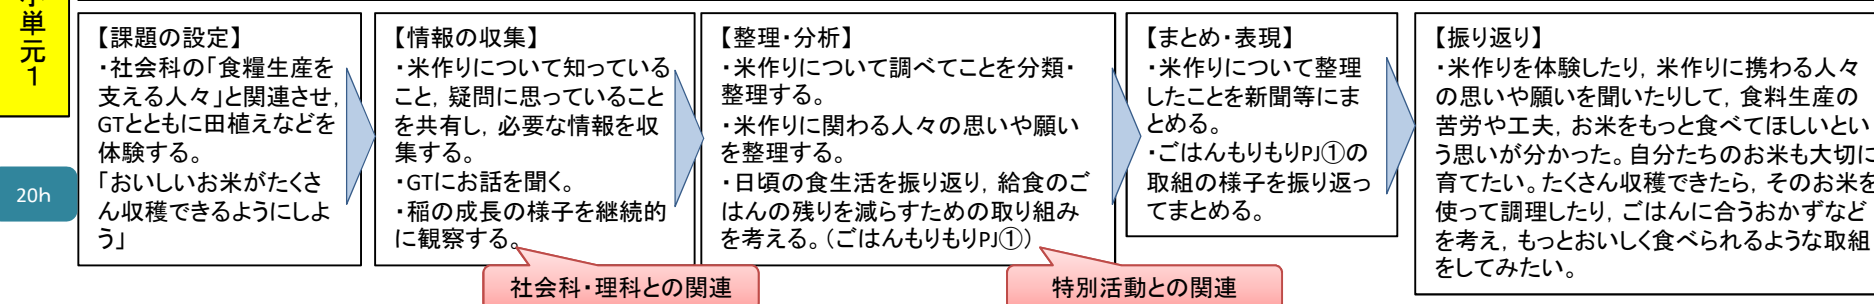 小
単
元
1
20h
【課題の設定】
・社会科の「食糧生産を
支える人々」と関連させ,
GTとともに田植えなどを
体験する。
「おいしいお米がたくさ
ん収穫できるようにしよ
う」
【情報の収集】
・米作りについて知っている
こと, 疑問に思っていること
を共有し, 必要な情報を収
集する。
・GTにお話を聞く。
・稲の成長の様子を継続的
に観察する。
社会科・理科との関連
【整理・分析】
・米作りについて調べてことを分類・
整理する。
・米作りに関わる人々の思いや願い
を整理する。
・日頃の食生活を振り返り, 給食のご
はんの残りを減らすための取り組み
を考える。(ごはんもりもりPJ①)
特別活動との関連
【まとめ・表現】
・米作りについて整理
したことを新聞等にま
とめる。
・ごはんもりもりPJ①の
取組の様子を振り返っ
てまとめる。
【振り返り】
・米作りを体験したり, 米作りに携わる人々
の思いや願いを聞いたりして, 食料生産の
苦労や工夫, お米をもっと食べてほしいとい
う思いが分かった。自分たちのお米も大切に
育てたい。たくさん収穫できたら, そのお米を
使って調理したり, ごはんに合うおかずなど
を考え, もっとおいしく食べられるような取組
をしてみたい。